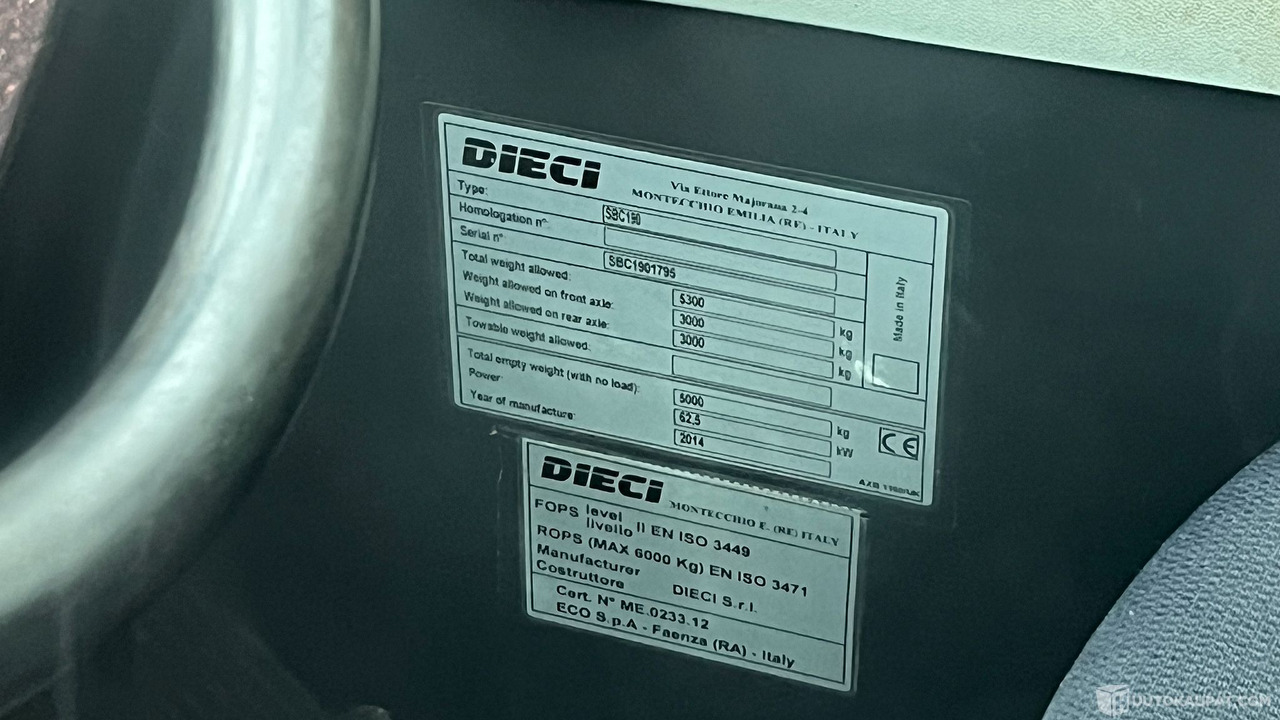 DIECI
Via Ettore Majorana 2-4
MONTECCHIO EMILIA (RE) - ITALY
Type: SBC190
Homologation n°
Serial n° SBC1901795
Total weight allowed: 5300 kg
Weight allowed on front axle: 3000 kg
Weight allowed on rear axle: 3000 kg
Towable weight allowed:
Total empty weight (with no load): 5000 kg
Power 62,5 kW
Year of manufacture: 2014
Made in Italy
CE
DIECI MONTECCHIO E. (RE) ITALY
FOPS level II EN ISO 3449
livello
ROPS (MAX 6000 Kg) EN ISO 3471
Manufacturer
Costruttore DIECI S.r.l.
Cert. N° ME.0233.12
ECO S.p.A - Faenza (RA) - Italy
UUTOKAUPAT.COM